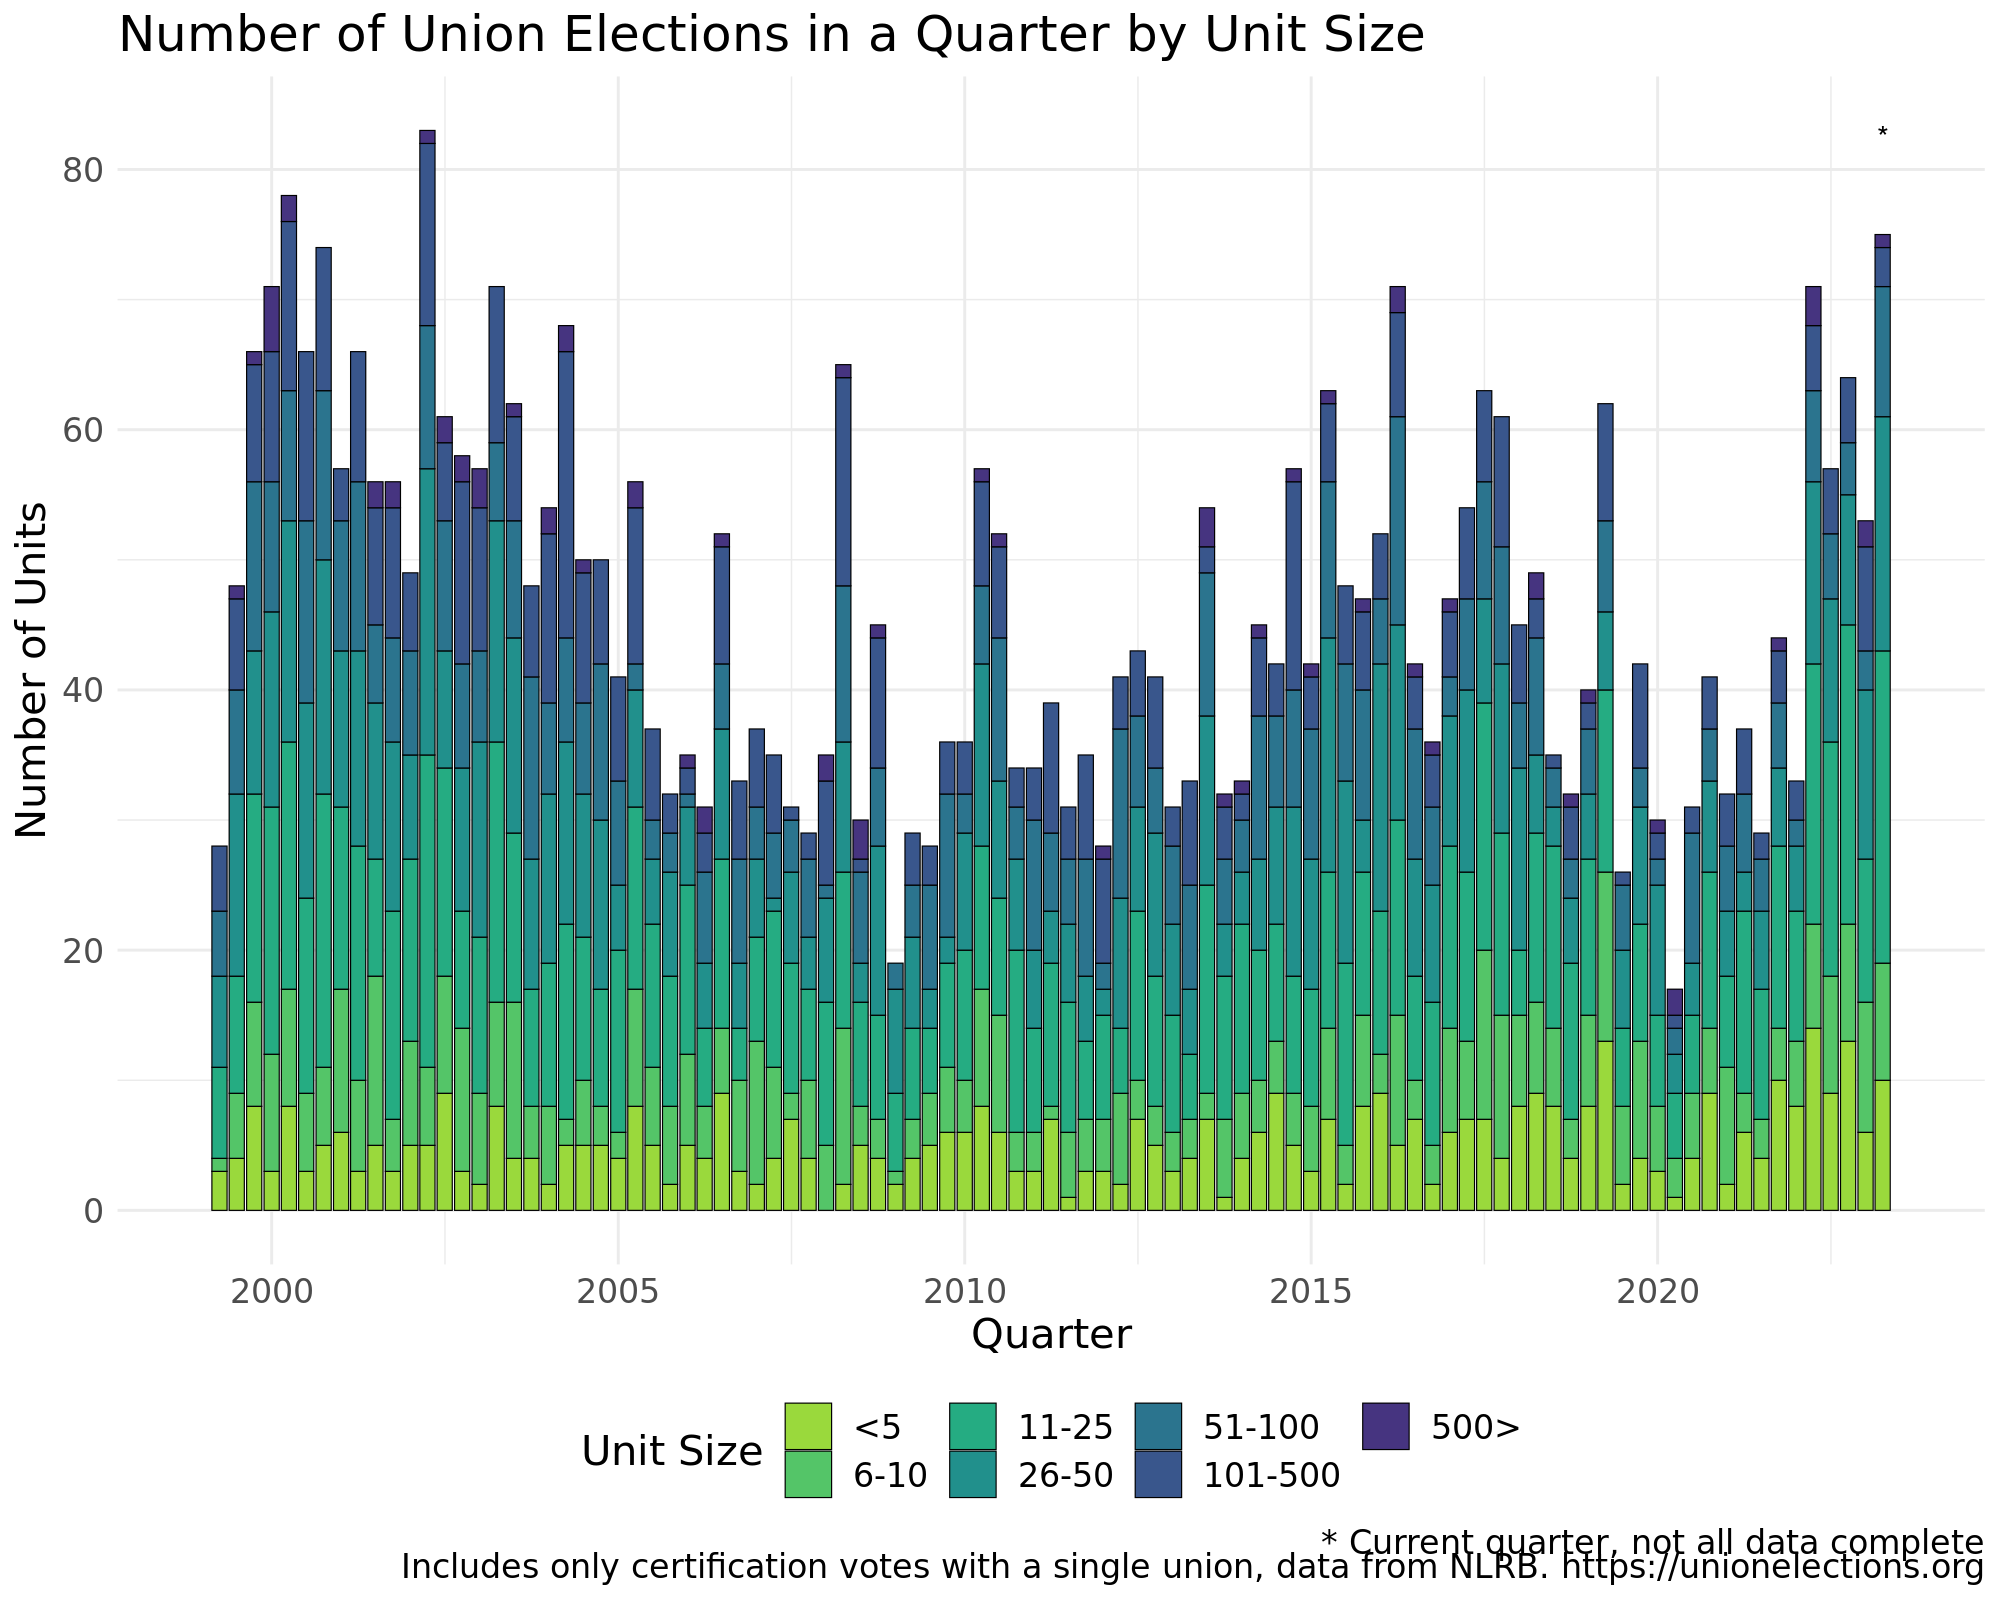 Number of Union Elections in a Quarter by Unit Size
*
80
60
40
20
0
Number of Units
2000 2005 2010 2015 2020
Quarter
Unit Size
<5 11-25 51-100 500>
6-10 26-50 101-500
* Current quarter, not all data complete
Includes only certification votes with a single union, data from NLRB. https://unionelections.org